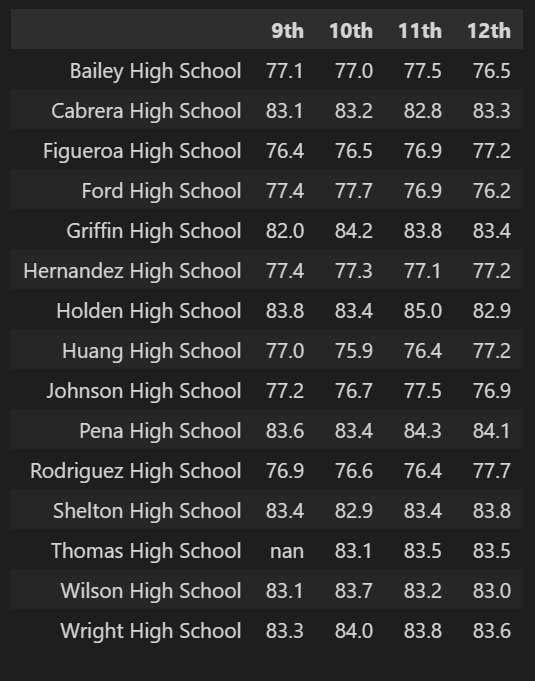 9th 10th 11th 12th
Bailey High School 77.1 77.0 77.5 76.5
Cabrera High School 83.1 83.2 82.8 83.3
Figueroa High School 76.4 76.5 76.9 77.2
Ford High School 77.4 77.7 76.9 76.2
Griffin High School 82.0 84.2 83.8 83.4
Hernandez High School 77.4 77.3 77.1 77.2
Holden High School 83.8 83.4 85.0 82.9
Huang High School 77.0 75.9 76.4 77.2
Johnson High School 77.2 76.7 77.5 76.9
Pena High School 83.6 83.4 84.3 84.1
Rodriguez High School 76.9 76.6 76.4 77.7
Shelton High School 83.4 82.9 83.4 83.8
Thomas High School nan 83.1 83.5 83.5
Wilson High School 83.1 83.7 83.2 83.0
Wright High School 83.3 84.0 83.8 83.6